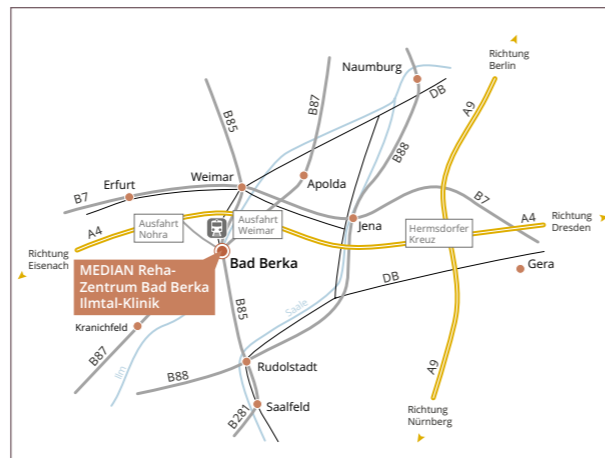 Richtung
Berlin
Naumburg
DB
A9
B87
B85
B88
Weimar
Erfurt
B7
Apolda
B7
Ausfahrt
Nohra
Ausfahrt
Weimar
Jena
Hermsdorfer
Kreuz
A4
Richtung
Dresden
A4
Richtung
Eisenach
Bad Berka
MEDIAN Reha-
Zentrum Bad Berka
Ilmtal-Klinik
Gera
DB
B85
Saale
Kranichfeld
B87
Ilm
Rudolstadt
B88
A9
Saalfeld
B281
Richtung
Nürnberg